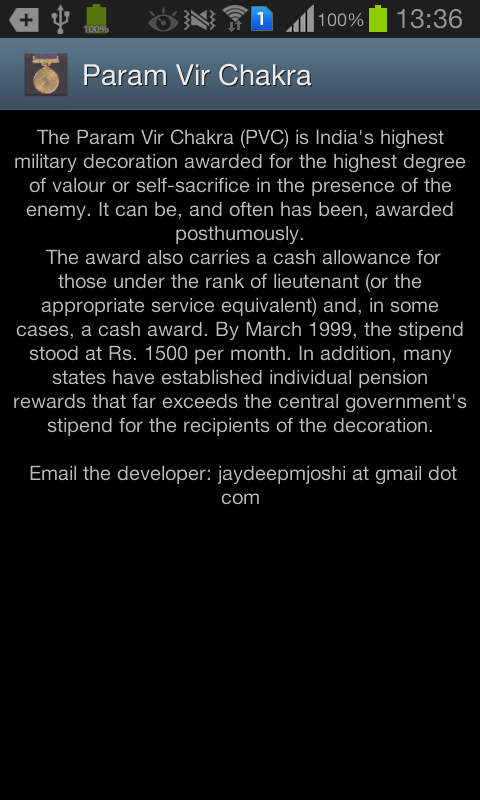 100%
1
100%
13:36
Param Vir Chakra
The Param Vir Chakra (PVC) is India's highest
military decoration awarded for the highest degree
of valour or self-sacrifice in the presence of the
enemy. It can be, and often has been, awarded
posthumously.
The award also carries a cash allowance for
those under the rank of lieutenant (or the
appropriate service equivalent) and, in some
cases, a cash award. By March 1999, the stipend
stood at Rs. 1500 per month. In addition, many
states have established individual pension
rewards that far exceeds the central government's
stipend for the recipients of the decoration.
Email the developer: jaydeepmjoshi at gmail dot
com